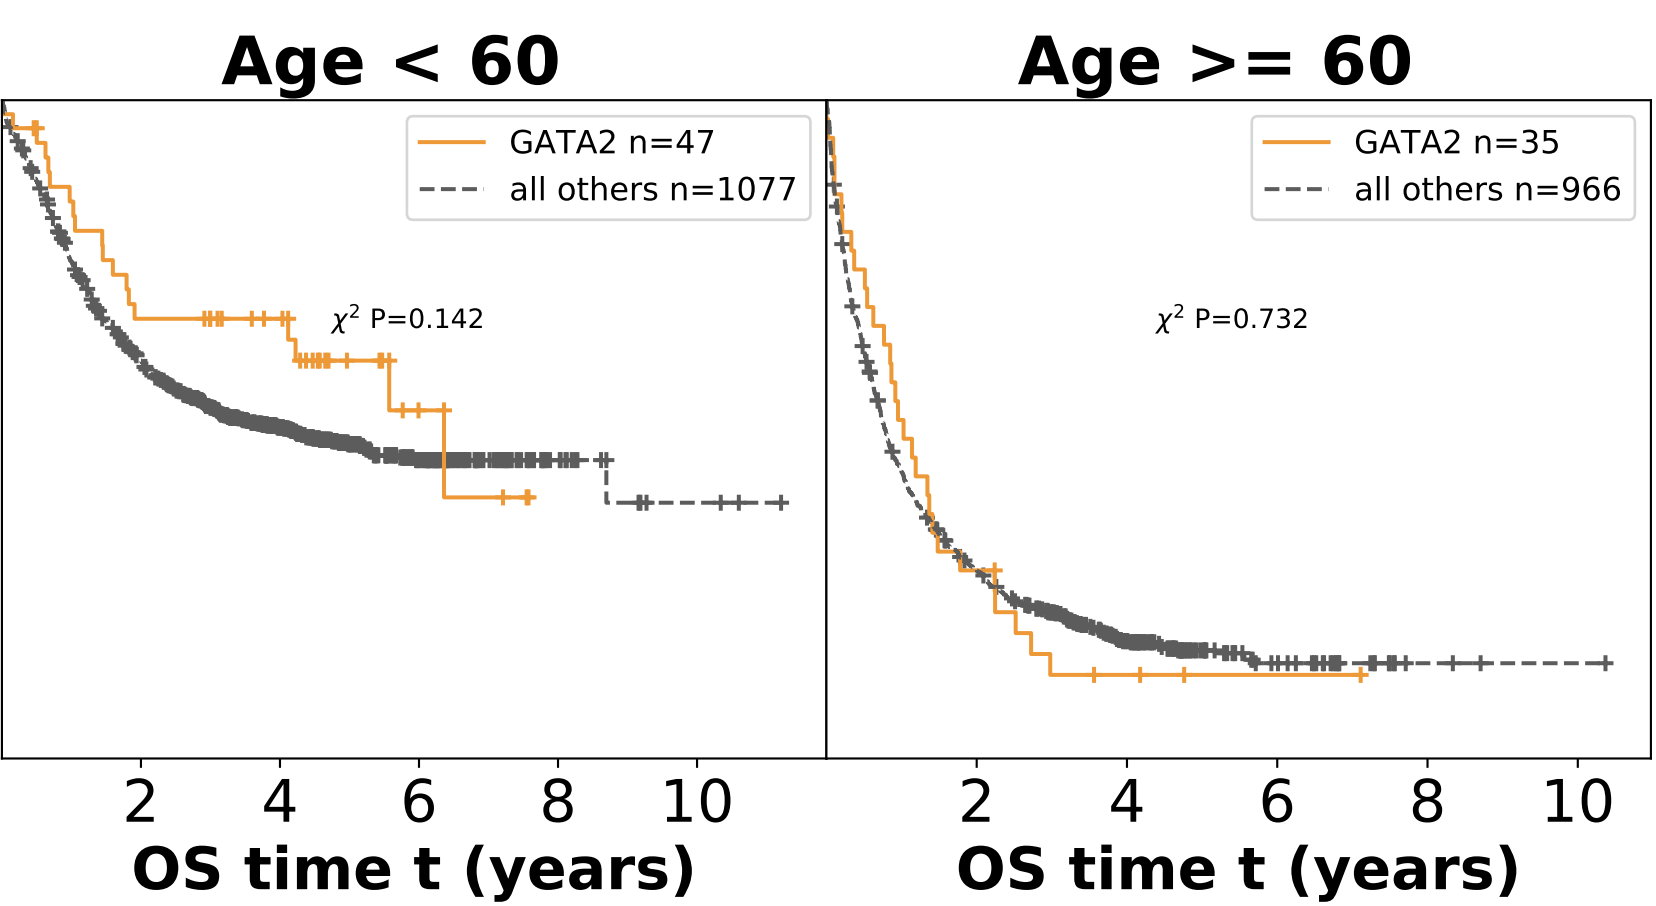 Age < 60
GATA2 n=47
all others n=1077
χ² P=0.142
2 4 6 8 10
OS time t (years)
Age >= 60
GATA2 n=35
all others n=966
χ² P=0.732
2 4 6 8 10
OS time t (years)